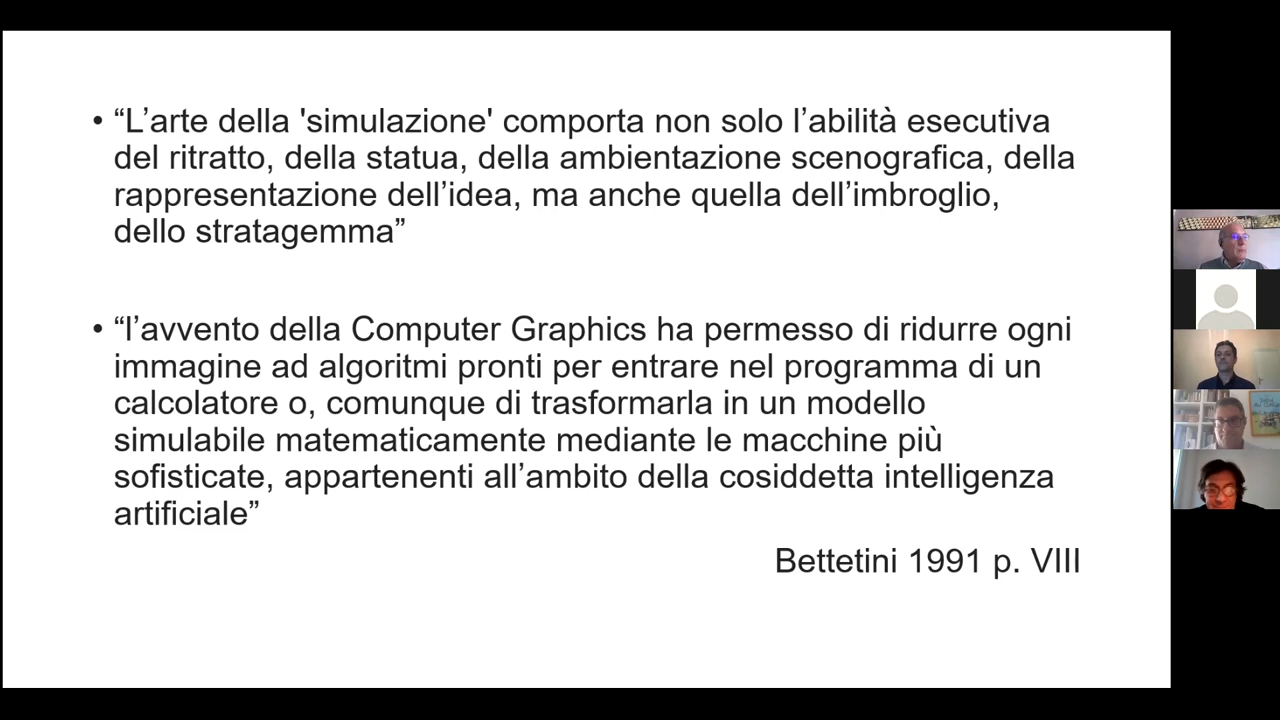 • “L’arte della 'simulazione' comporta non solo l’abilità esecutiva
del ritratto, della statua, della ambientazione scenografica, della
rappresentazione dell’idea, ma anche quella dell’imbroglio,
dello stratagemma”
• “l’avvento della Computer Graphics ha permesso di ridurre ogni
immagine ad algoritmi pronti per entrare nel programma di un
calcolatore o, comunque di trasformarla in un modello
simulabile matematicamente mediante le macchine più
sofisticate, appartenenti all’ambito della cosiddetta intelligenza
artificiale”
Bettetini 1991 p. VIII